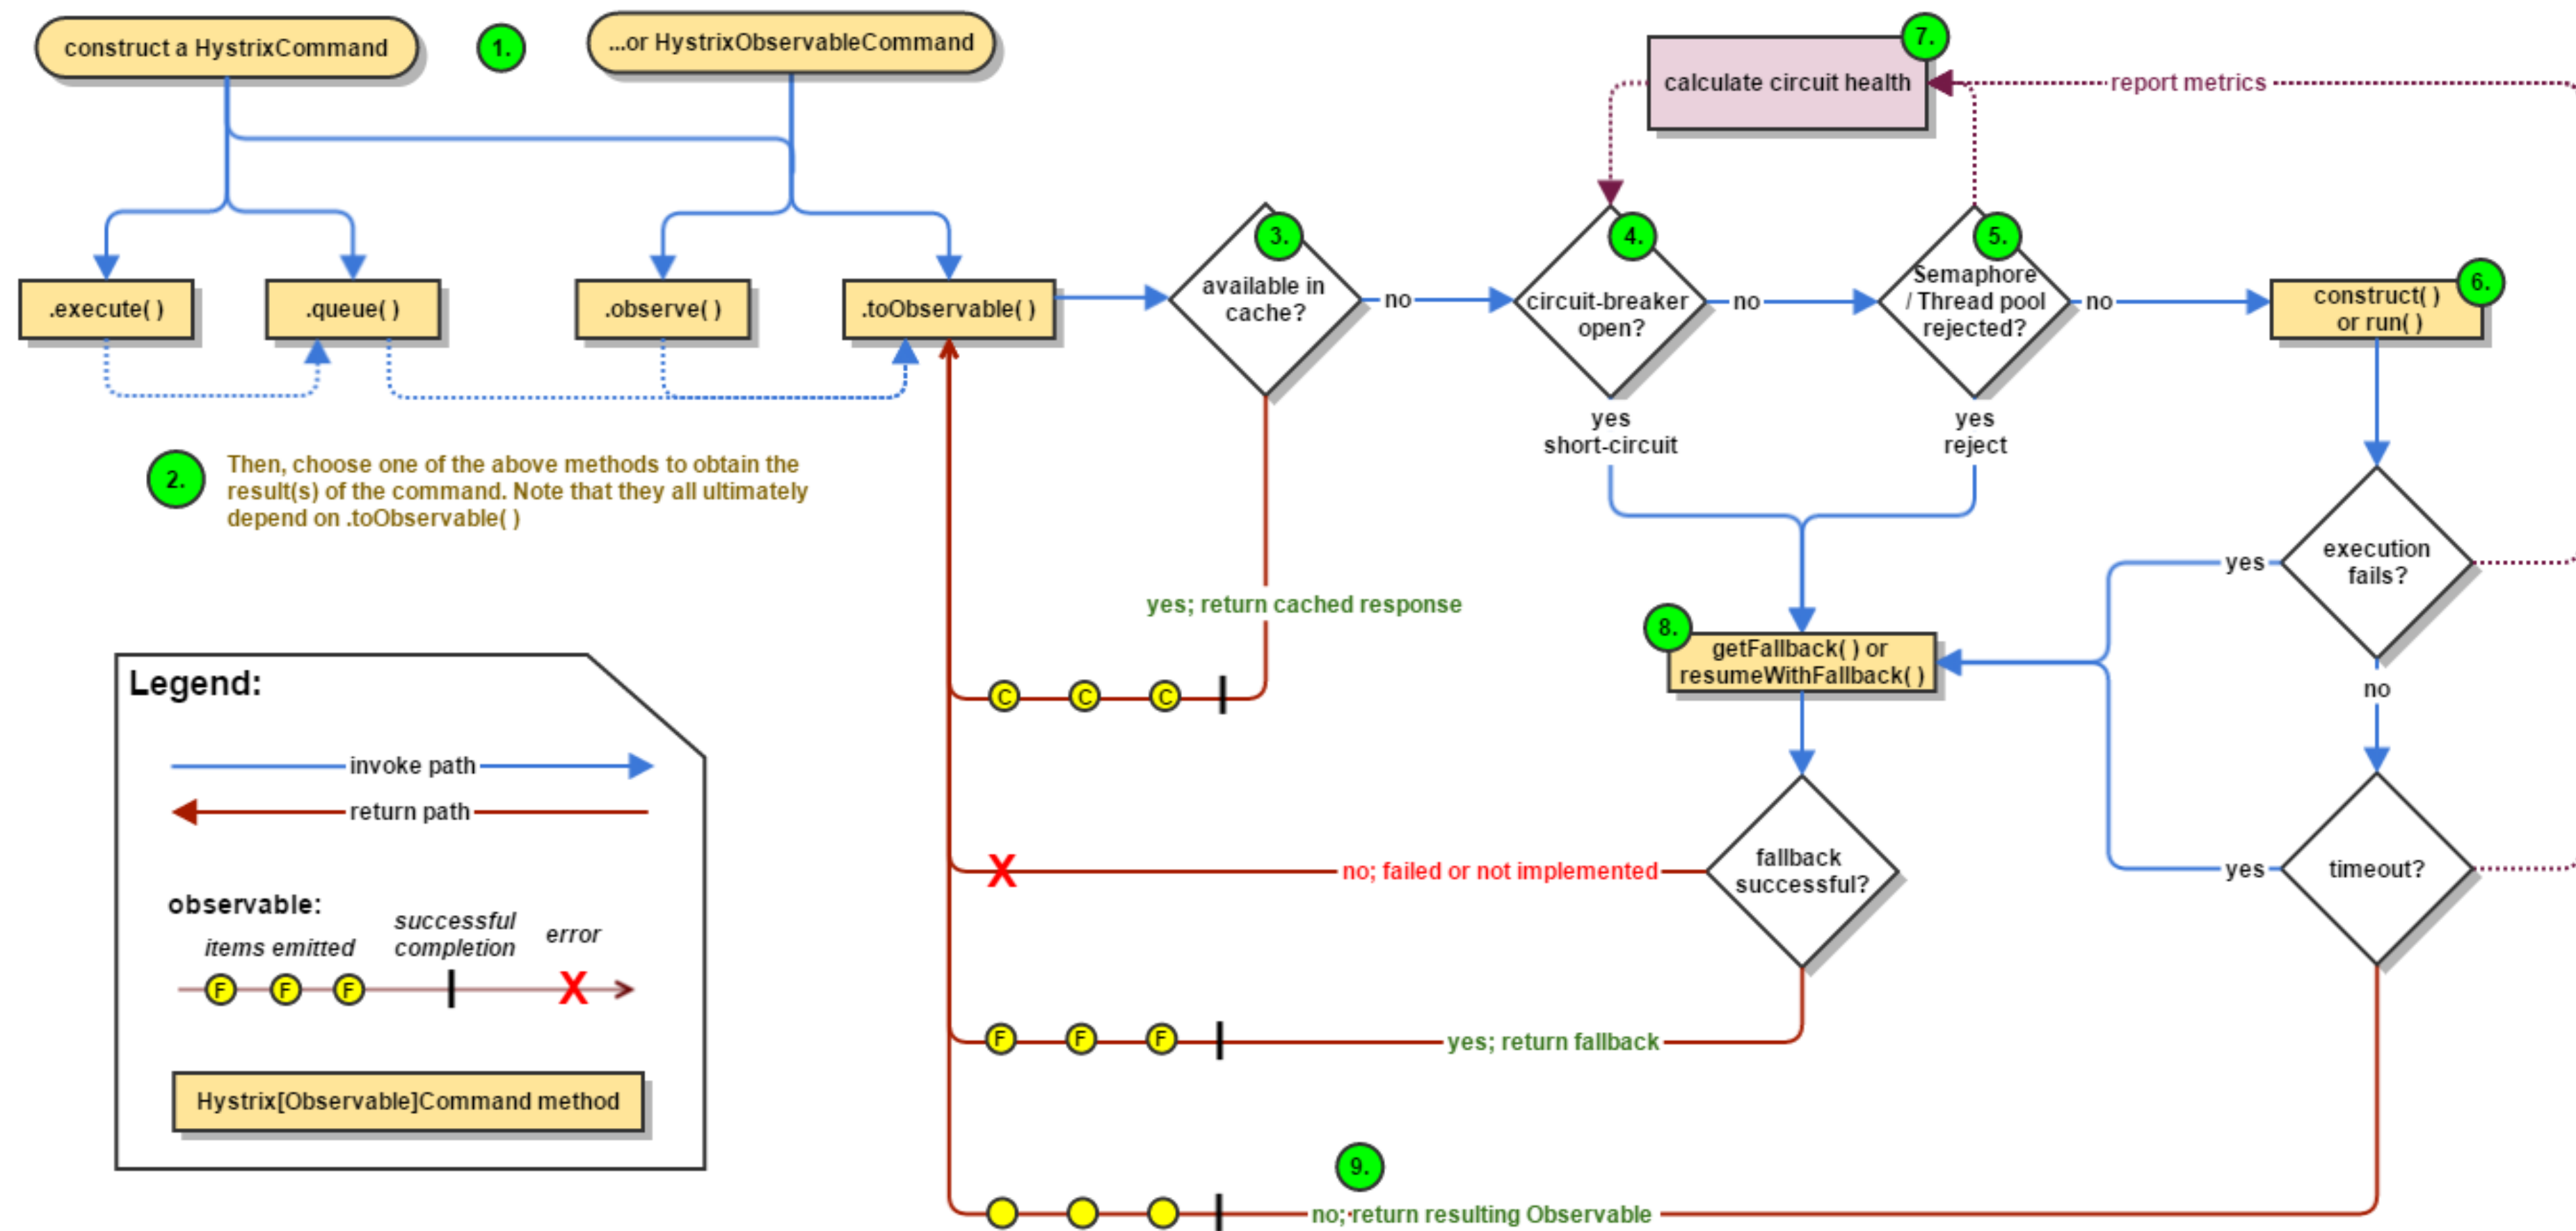 construct a HystrixCommand
1.
...or HystrixObservableCommand
7.
calculate circuit health
report metrics
.execute( )
.queue( )
.observe( )
.toObservable( )
3.
available in
cache?
no
4.
circuit-breaker
open?
no
5.
Semaphore
/ Thread pool
rejected?
no
6.
construct( )
or run( )
yes
short-circuit
yes
reject
2.
Then, choose one of the above methods to obtain the
result(s) of the command. Note that they all ultimately
depend on .toObservable( )
execution
fails?
yes
no
yes; return cached response
8.
getFallback( ) or
resumeWithFallback( )
C
C
C
Legend:
invoke path
return path
observable:
items emitted
successful
completion
error
F
F
F
X
Hystrix[Observable]Command method
X
no; failed or not implemented
fallback
successful?
yes
timeout?
F
F
F
yes; return fallback
9.
no; return resulting Observable